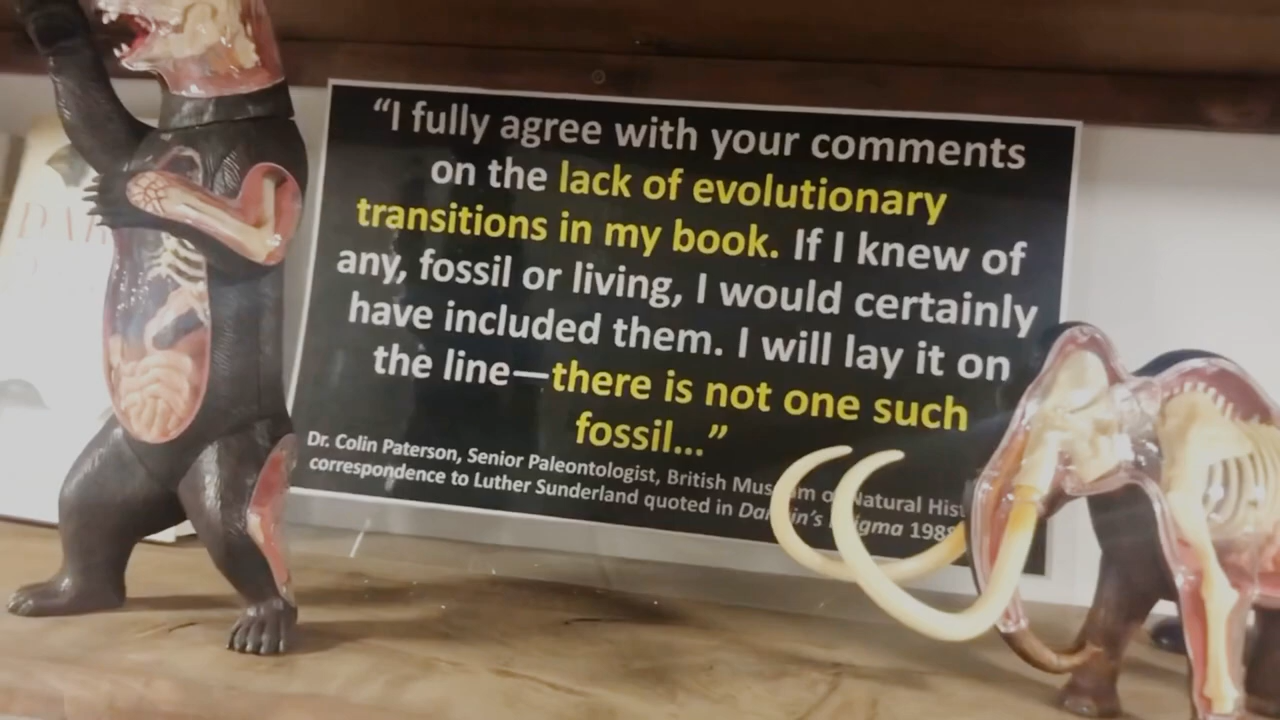 “I fully agree with your comments
on the lack of evolutionary
transitions in my book. If I knew of
any, fossil or living, I would certainly
have included them. I will lay it on
the line—there is not one such
fossil...”
Dr. Colin Paterson, Senior Paleontologist, British Natural
correspondence to Luther Sunderland quoted in